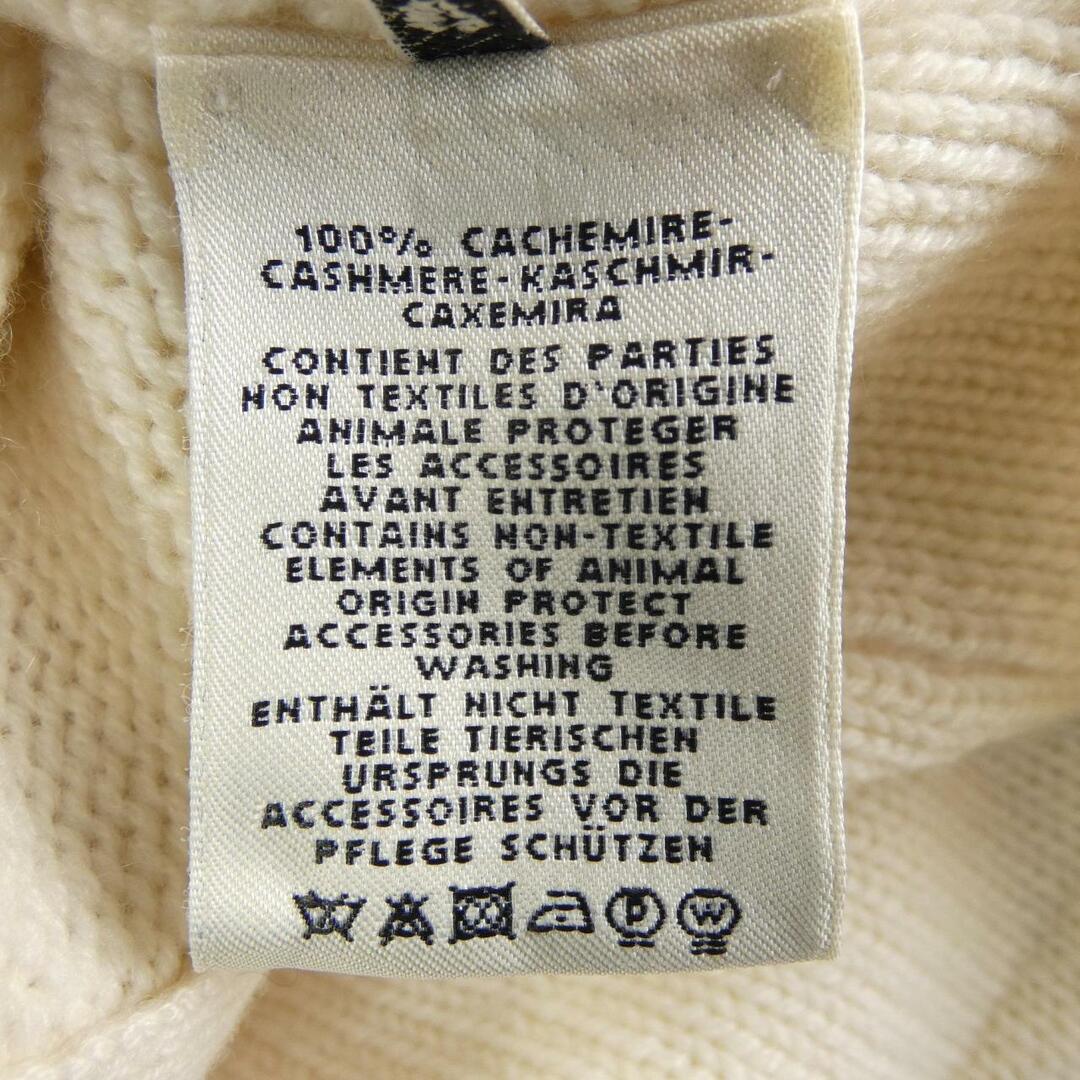 100% CACHEMIRE-
CASHMERE-KASCHMIR-
CAXEMIRA
CONTIENT DES PARTIES
NON TEXTILES D'ORIGINE
ANIMALE PROTEGER
LES ACCESSOIRES
AVANT ENTRETIEN
CONTAINS NON-TEXTILE
ELEMENTS OF ANIMAL
ORIGIN PROTECT
ACCESSORIES BEFORE
WASHING
ENTHÄLT NICHT TEXTILE
TEILE TIERISCHEN
URSPRUNGS DIE
ACCESSOIRES VOR DER
PFLEGE SCHÜTZEN
P W